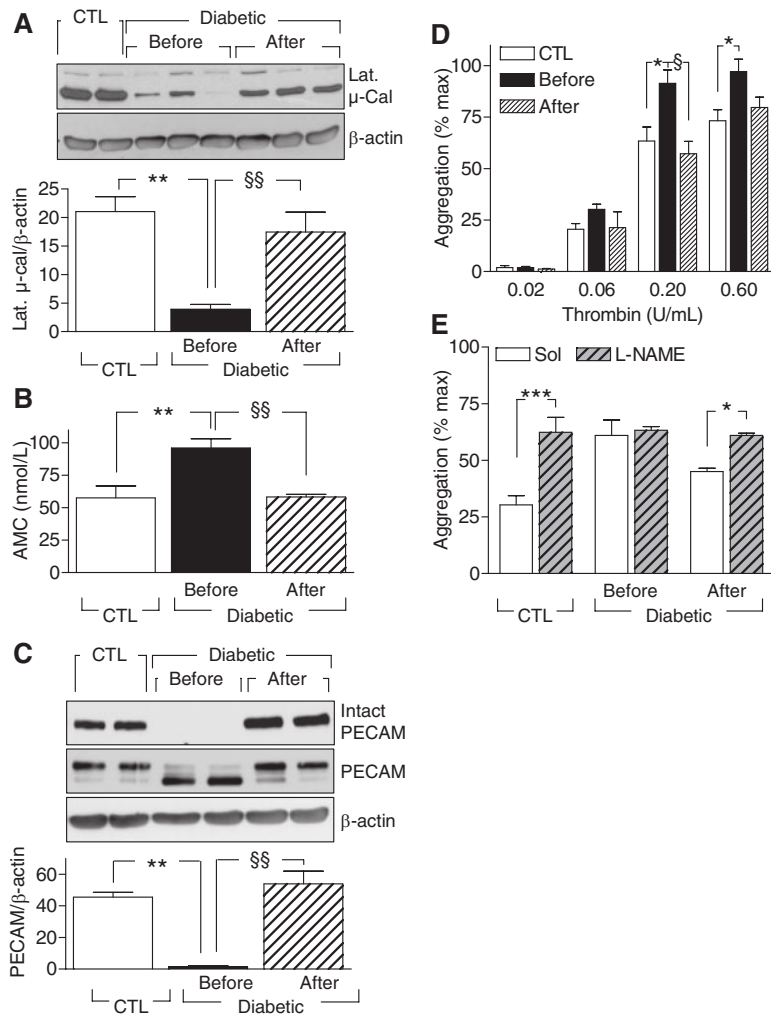 A
CTL
Diabetic
Before
After
Lat.
μ-Cal
β-actin
Lat. μ-cal/β-actin
25
20
15
10
5
0
**
§§
Before
After
CTL
Diabetic
B
AMC (nmol/L)
100
75
50
25
0
**
§§
Before
After
CTL
Diabetic
C
CTL
Diabetic
Before
After
Intact
PECAM
PECAM
β-actin
PECAM/β-actin
60
40
20
0
**
§§
Before
After
CTL
Diabetic
D
CTL
Before
After
Aggregation (% max)
100
75
50
25
0
*
§
*
0.02
0.06
0.20
0.60
Thrombin (U/mL)
E
Sol
L-NAME
Aggregation (% max)
100
75
50
25
0
***
*
Before
After
CTL
Diabetic